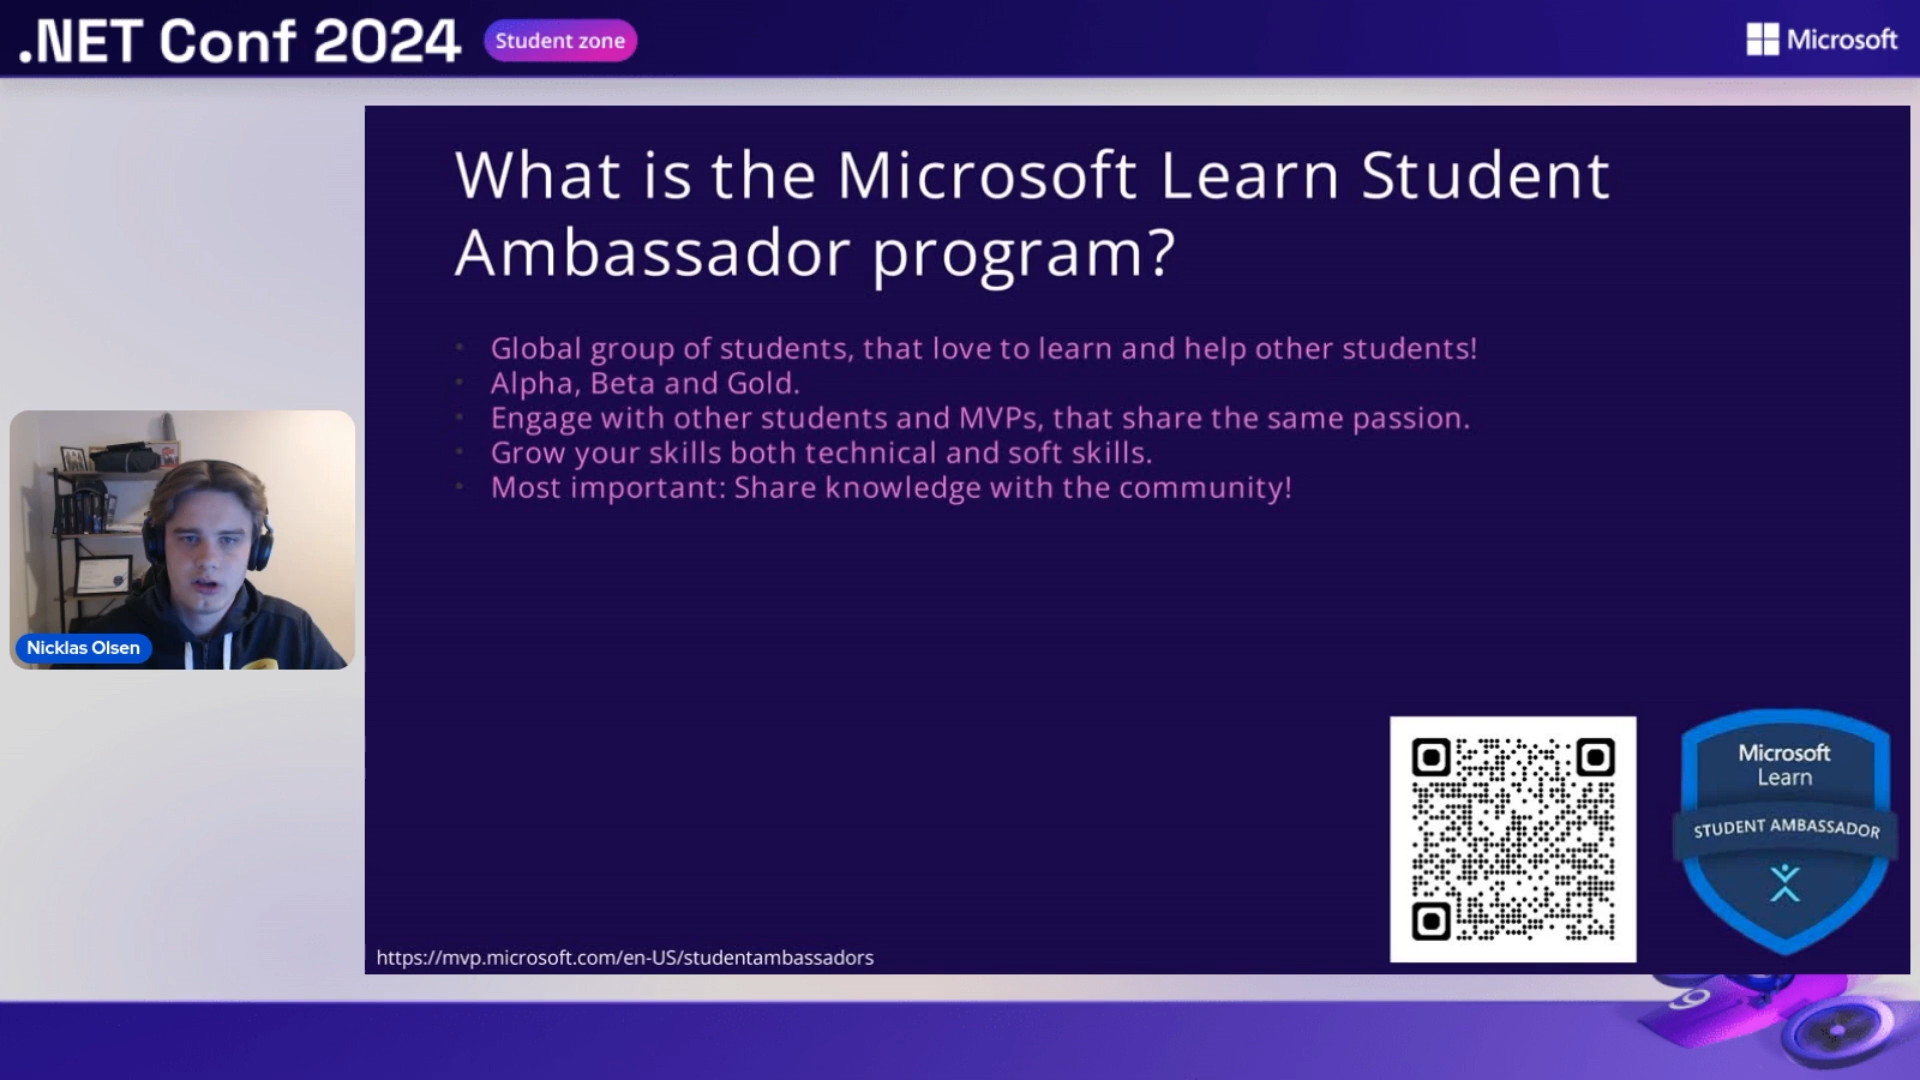 .NET Conf 2024
Student zone
Microsoft
What is the Microsoft Learn Student
Ambassador program?
Global group of students, that love to learn and help other students!
Alpha, Beta and Gold.
Engage with other students and MVPs, that share the same passion.
Grow your skills both technical and soft skills.
Most important: Share knowledge with the community!
Nicklas Olsen
Microsoft
Learn
STUDENT AMBASSADOR
https://mvp.microsoft.com/en-US/studentambassadors
9